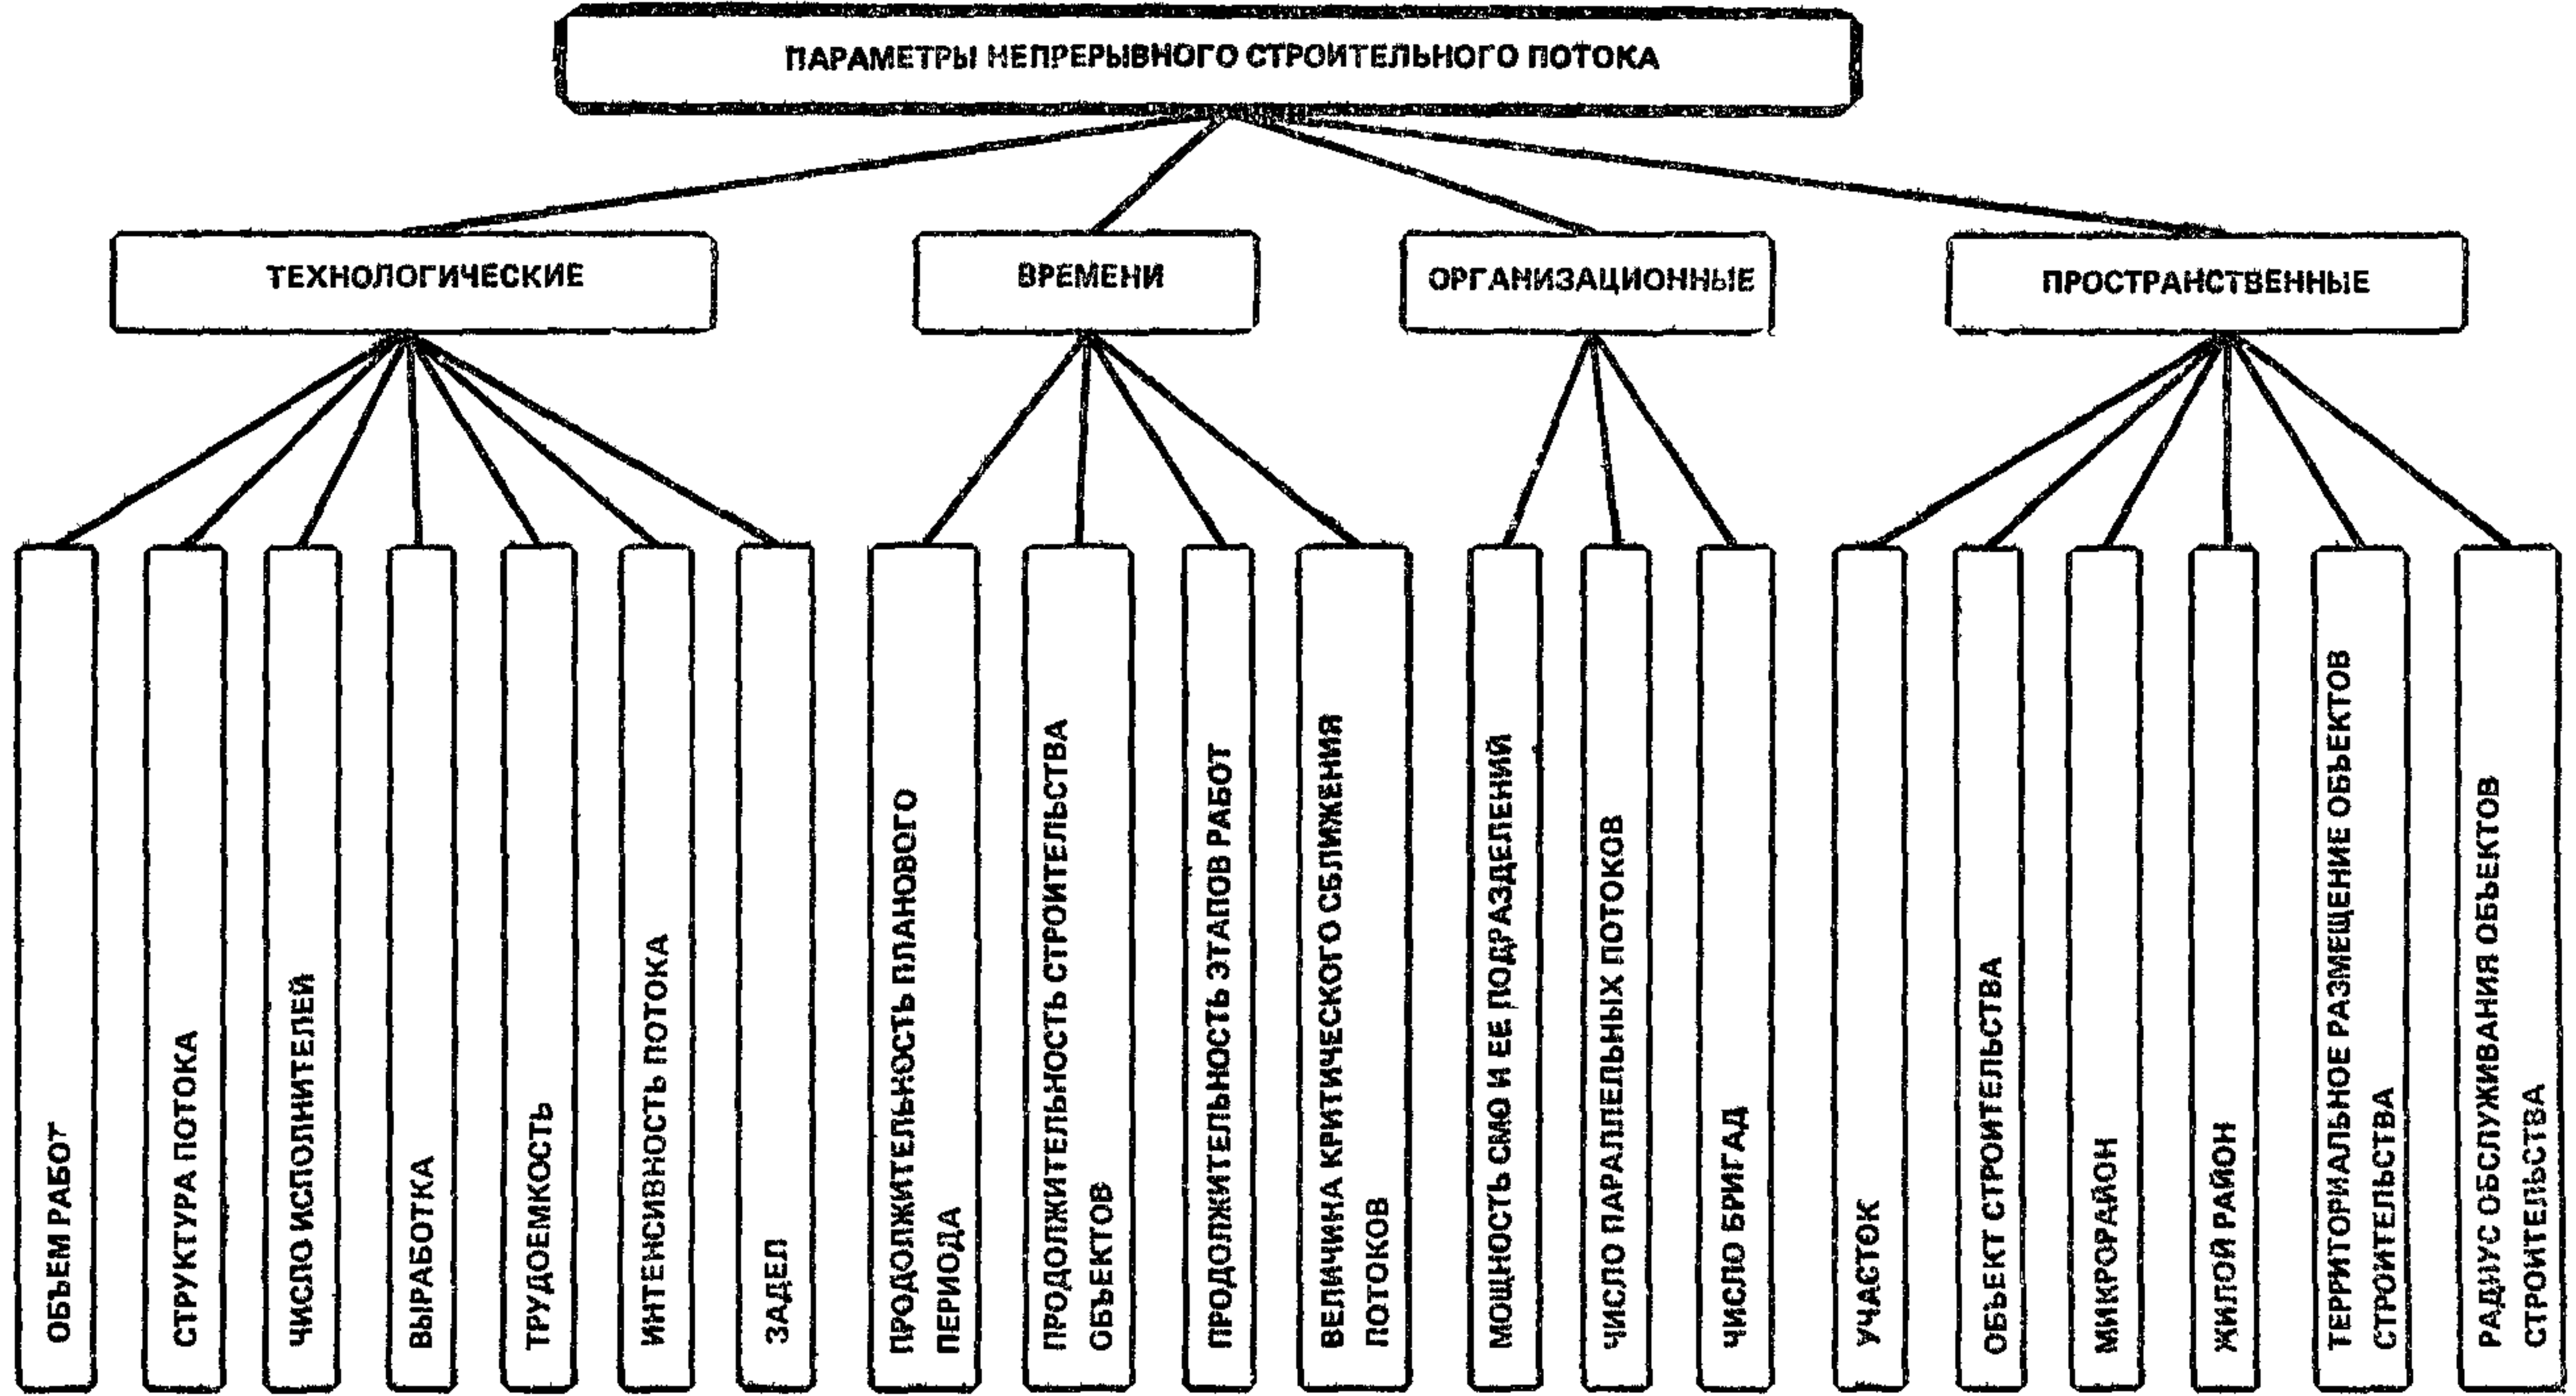 ПАРАМЕТРЫ НЕПРЕРЫВНОГО СТРОИТЕЛЬНОГО ПОТОКА
ТЕХНОЛОГИЧЕСКИЕ
ВРЕМЕНИ
ОРГАНИЗАЦИОННЫЕ
ПРОСТРАНСТВЕННЫЕ
ОБЪЕМ РАБОТ
СТРУКТУРА ПОТОКА
ЧИСЛО ИСПОЛНИТЕЛЕЙ
ВЫРАБОТКА
ТРУДОЕМКОСТЬ
ИНТЕНСИВНОСТЬ ПОТОКА
ЗАДЕЛ
ПРОДОЛЖИТЕЛЬНОСТЬ ПЛАНОВОГО
ПЕРИОДА
ПРОДОЛЖИТЕЛЬНОСТЬ СТРОИТЕЛЬСТВА
ОБЪЕКТОВ
ПРОДОЛЖИТЕЛЬНОСТЬ ЭТАПОВ РАБОТ
ВЕЛИЧИНА КРИТИЧЕСКОГО СБЛИЖЕНИЯ
ПОТОКОВ
МОЩНОСТЬ СМО И ЕЕ ПОДРАЗДЕЛЕНИЙ
ЧИСЛО ПАРАЛЛЕЛЬНЫХ ПОТОКОВ
ЧИСЛО БРИГАД
УЧАСТОК
ОБЪЕКТ СТРОИТЕЛЬСТВА
МИКРОРАЙОН
ЖИЛОЙ РАЙОН
ТЕРРИТОРИАЛЬНОЕ РАЗМЕЩЕНИЕ ОБЪЕКТОВ
СТРОИТЕЛЬСТВА
РАДИУС ОБСЛУЖИВАНИЯ ОБЪЕКТОВ
СТРОИТЕЛЬСТВА